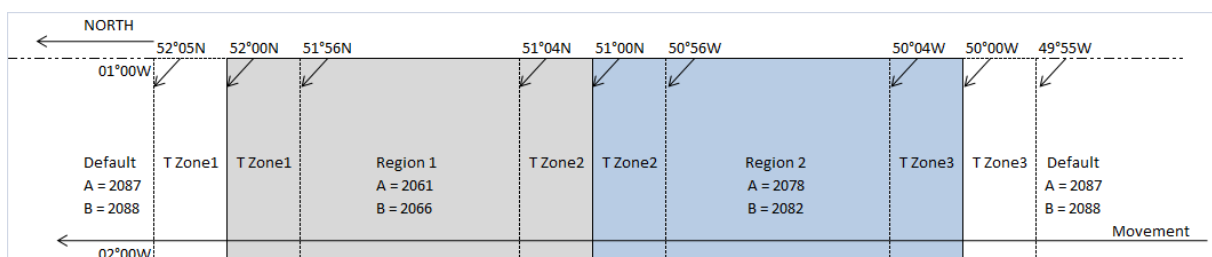 NORTH
52°05N 52°00N 51°56N 51°04N 51°00N 50°56W 50°04W 50°00W 49°55W
01°00W
Default T Zone1 T Zone1 Region 1 T Zone2 T Zone2 Region 2 T Zone3 T Zone3 Default
A = 2087 A = 2061 A = 2078 A = 2087
B = 2088 B = 2066 B = 2082 B = 2088
Movement
02°00W